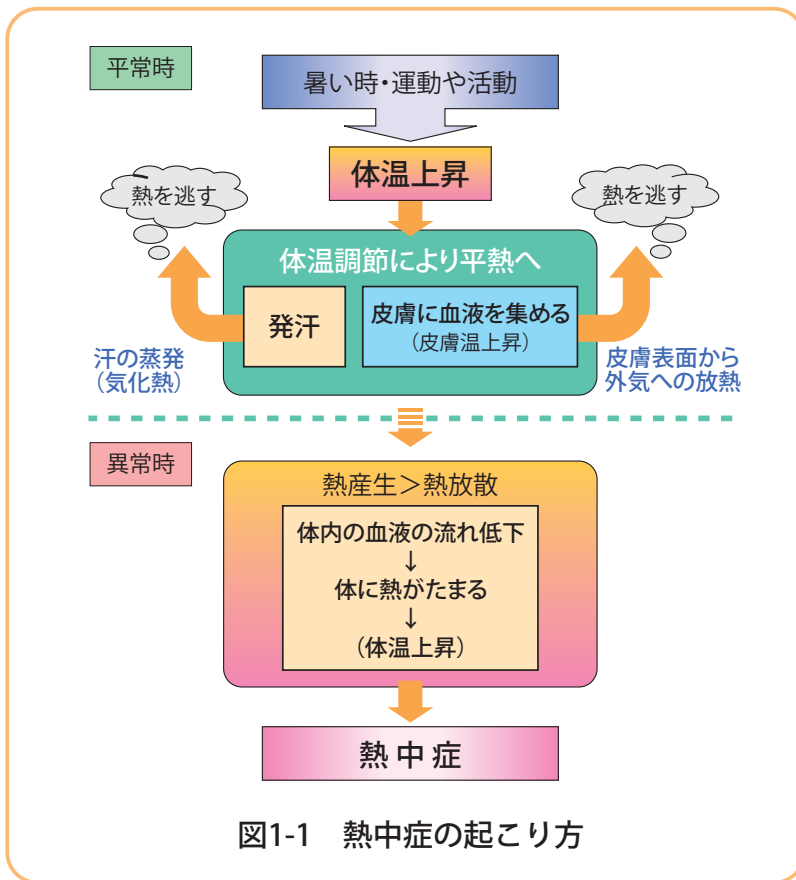 平常時
暑い時・運動や活動
体温上昇
熱を逃す
熱を逃す
体温調節により平熱へ
発汗
皮膚に血液を集める
（皮膚温上昇）
汗の蒸発
（気化熱）
皮膚表面から
外気への放熱
異常時
熱産生＞熱放散
体内の血液の流れ低下
↓
体に熱がたまる
↓
（体温上昇）
熱中症
図1-1　熱中症の起こり方